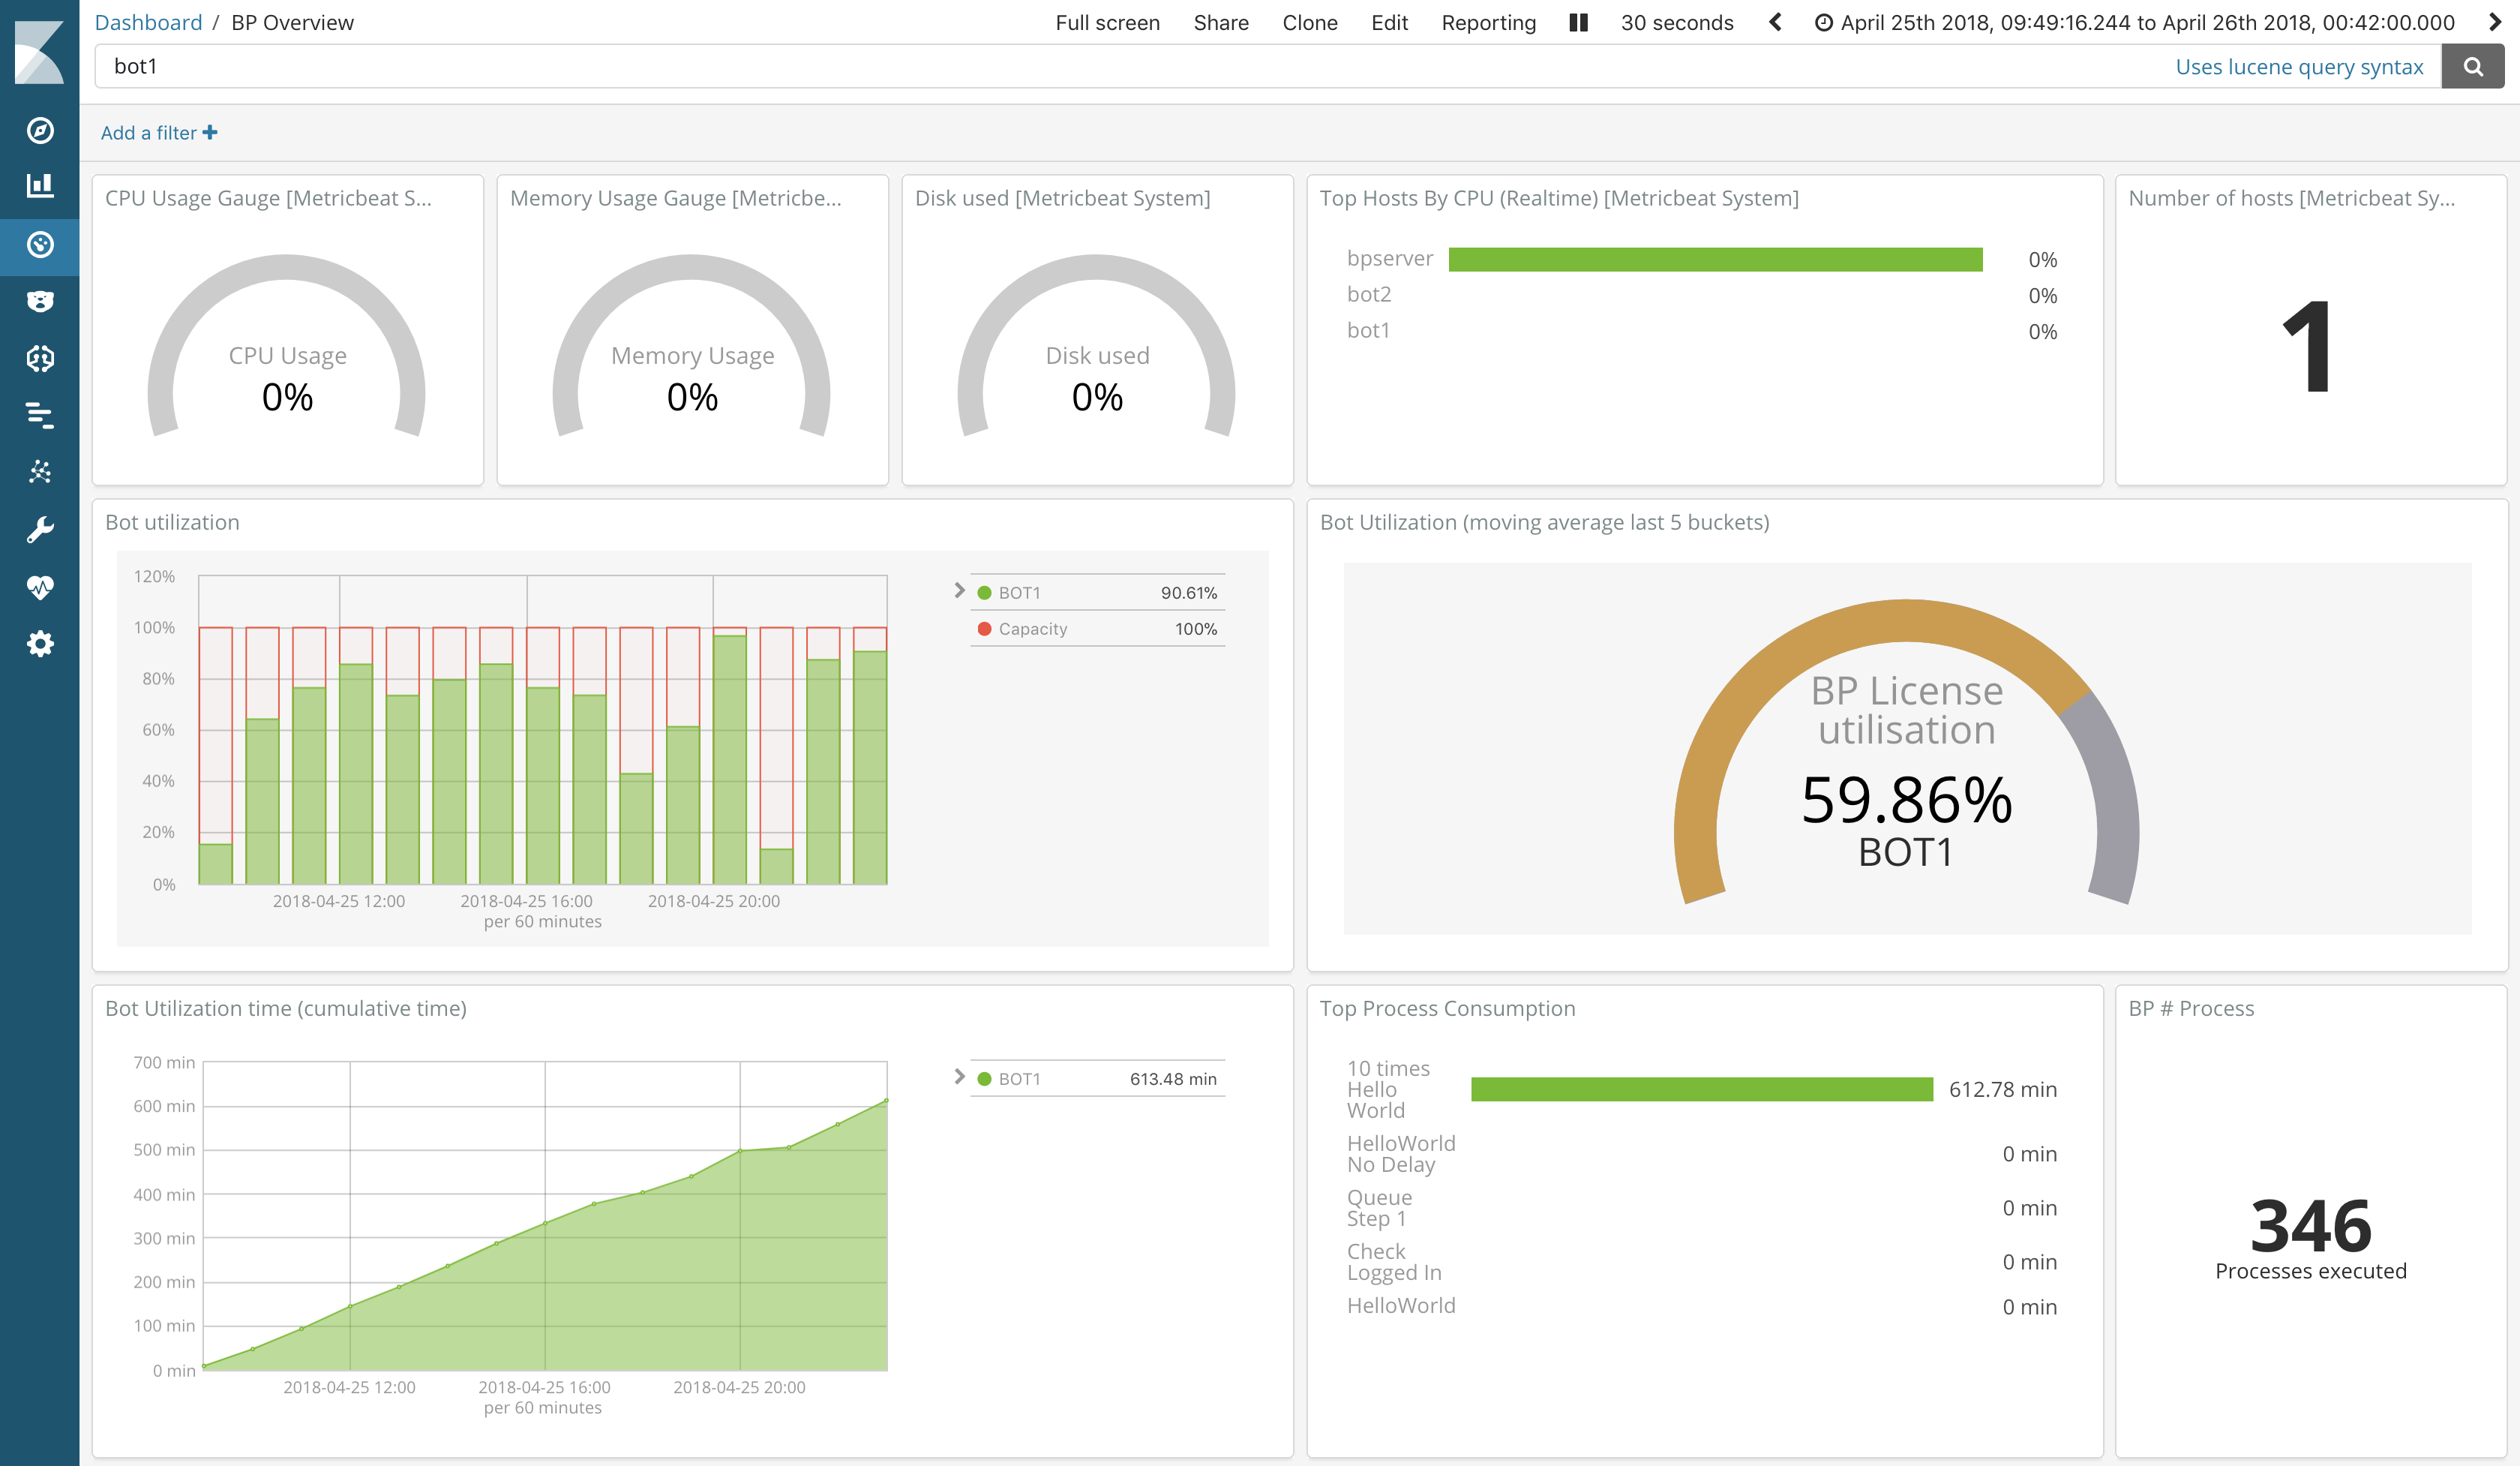 Dashboard / BP Overview
Full screen Share Clone Edit Reporting 30 seconds April 25th 2018, 09:49:16.244 to April 26th 2018, 00:42:00.000
bot1
Uses lucene query syntax
Add a filter
CPU Usage Gauge [Metricbeat S...
CPU Usage
0%
Memory Usage Gauge [Metricbe...
Memory Usage
0%
Disk used [Metricbeat System]
Disk used
0%
Top Hosts By CPU (Realtime) [Metricbeat System]
bpserver 0%
bot2 0%
bot1 0%
Number of hosts [Metricbeat Sy...
1
Bot utilization
120%
100%
80%
60%
40%
20%
0%
2018-04-25 12:00 2018-04-25 16:00 2018-04-25 20:00
per 60 minutes
BOT1 90.61%
Capacity 100%
Bot Utilization (moving average last 5 buckets)
BP License
utilisation
59.86%
BOT1
Bot Utilization time (cumulative time)
700 min
600 min
500 min
400 min
300 min
200 min
100 min
0 min
2018-04-25 12:00 2018-04-25 16:00 2018-04-25 20:00
per 60 minutes
BOT1 613.48 min
Top Process Consumption
10 times
Hello
World
612.78 min
HelloWorld
No Delay
0 min
Queue
Step 1
0 min
Check
Logged In
0 min
HelloWorld 0 min
BP # Process
346
Processes executed